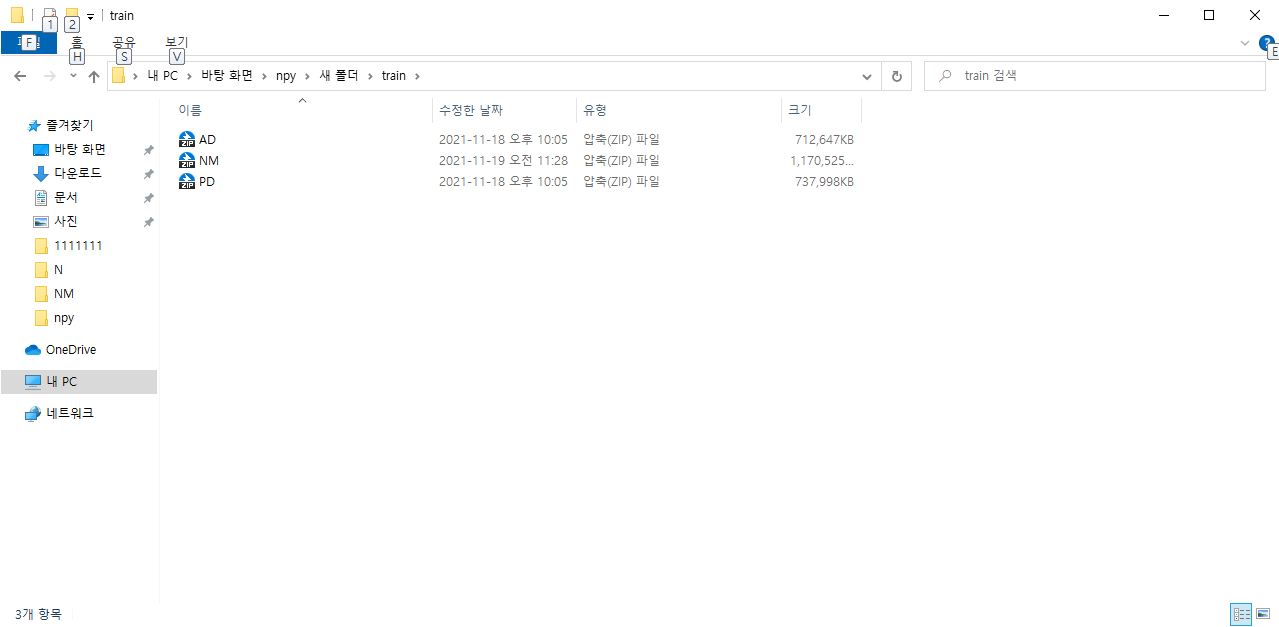 1 2 train
F
홈 공유 보기
H S V E
내 PC 바탕 화면 npy 새 폴더 train train 검색
이름 수정한 날짜 유형 크기
AD 2021-11-18 오후 10:05 압축(ZIP) 파일 712,647KB
NM 2021-11-19 오전 11:28 압축(ZIP) 파일 1,170,525...
PD 2021-11-18 오후 10:05 압축(ZIP) 파일 737,998KB
즐겨찾기
바탕 화면
다운로드
문서
사진
1111111
N
NM
npy
OneDrive
내 PC
네트워크
3개 항목